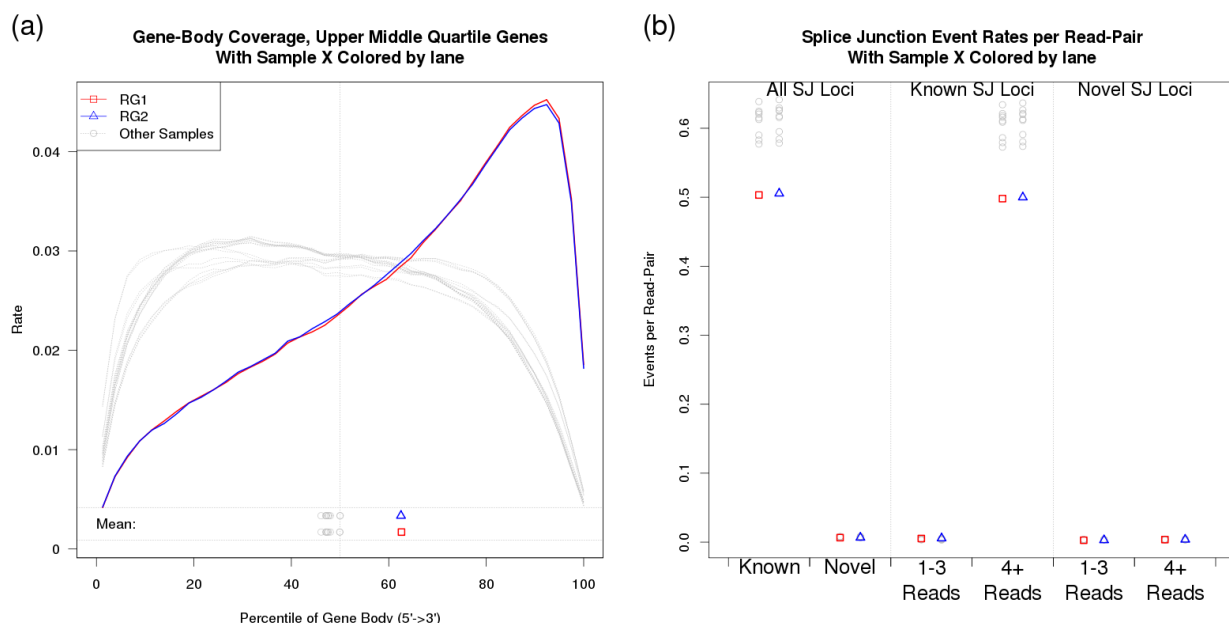 (a)
Gene-Body Coverage, Upper Middle Quartile Genes
With Sample X Colored by lane
RG1
RG2
Other Samples
Rate
0.04
0.03
0.02
0.01
0
Mean:
0 20 40 60 80 100
Percentile of Gene Body (5'->3')
(b)
Splice Junction Event Rates per Read-Pair
With Sample X Colored by lane
All SJ Loci Known SJ Loci Novel SJ Loci
Events per Read-Pair
0.6
0.5
0.4
0.3
0.2
0.1
0.0
Known Novel 1-3 4+ 1-3 4+
Reads Reads Reads Reads